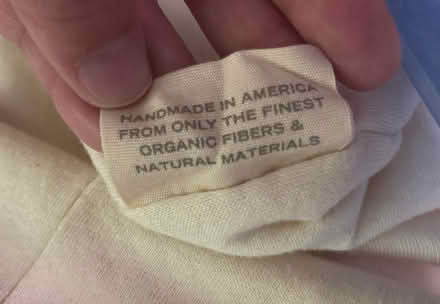 HANDMADE IN AMERICA
FROM ONLY THE FINEST
ORGANIC FIBERS &
NATURAL MATERIALS